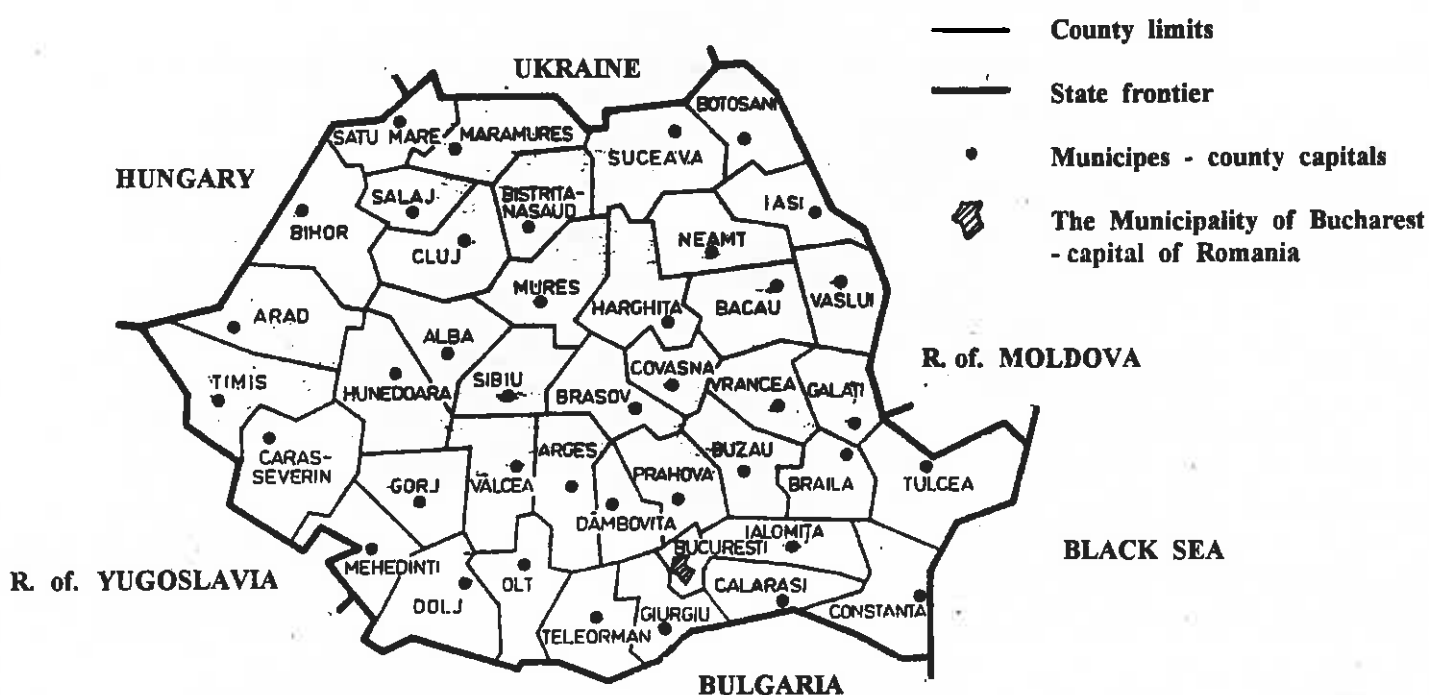 County limits
UKRAINE
State frontier
BOTOSANI
SATU MARE
MARAMURES
SUCEAVA
Municipes - county capitals
HUNGARY
SALAJ
BISTRITA-
NASAUD
IASI
The Municipality of Bucharest
- capital of Romania
BIHOR
CLUJ
NEAMT
MURES
HARGHITA
BACAU
VASLUI
ARAD
ALBA
R. of. MOLDOVA
TIMIS
HUNEDOARA
SIBIU
BRASOV
COVASNA
VRANCEA
GALATI
CARAS-
SEVERIN
GORJ
VALCEA
ARGES
PRAHOVA
BUZAU
BRAILA
TULCEA
DAMBOVITA
BUCURESTI
IALOMITA
BLACK SEA
R. of. YUGOSLAVIA
MEHEDINTI
DOLJ
OLT
CALARASI
CONSTANTA
TELEORMAN
GIURGIU
BULGARIA